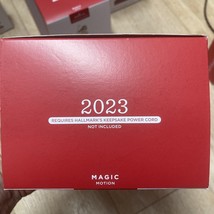 2023
REQUIRES HALLMARK'S KEEPSAKE POWER CORD
NOT INCLUDED
MAGIC
MOTION